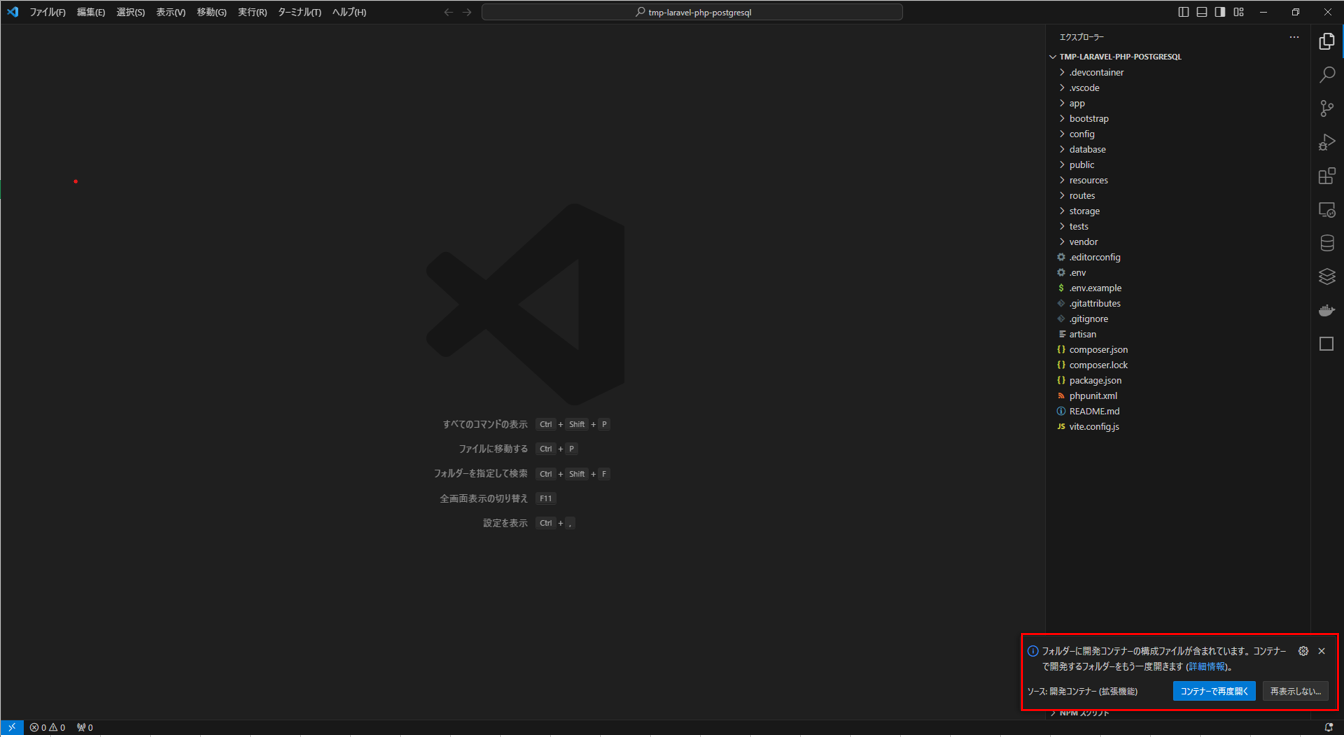 ファイル(F) 編集(E) 選択(S) 表示(V) 移動(G) 実行(R) ターミナル(T) ヘルプ(H)
tmp-laravel-php-postgresql
すべてのコマンドの表示 Ctrl + Shift + P
ファイルに移動する Ctrl + P
フォルダーを指定して検索 Ctrl + Shift + F
全画面表示の切り替え F11
設定を表示 Ctrl + ,
エクスプローラー
TMP-LARAVEL-PHP-POSTGRESQL
.devcontainer
.vscode
app
bootstrap
config
database
public
resources
routes
storage
tests
vendor
.editorconfig
.env
$ .env.example
.gitattributes
.gitignore
artisan
{} composer.json
{} composer.lock
{} package.json
phpunit.xml
README.md
JS vite.config.js
フォルダーに開発コンテナーの構成ファイルが含まれています。コンテナー
で開発するフォルダーをもう一度開きます (詳細情報)。
ソース: 開発コンテナー (拡張機能) コンテナーで再度開く 再表示しない...
NPM スクリプト
0 0 0